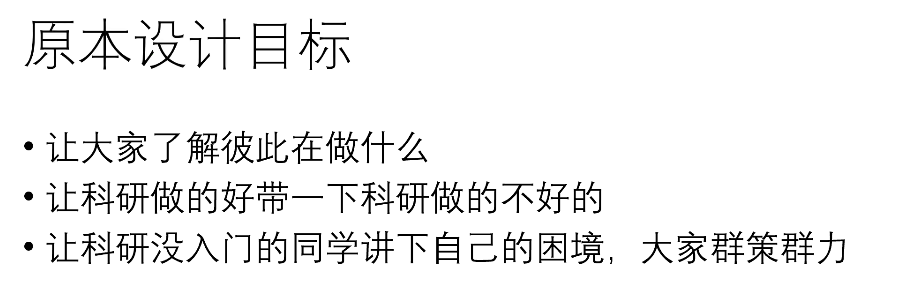 原本设计目标
• 让大家了解彼此在做什么
• 让科研做的好带一下科研做的不好的
• 让科研没入门的同学讲下自己的困境，大家群策群力